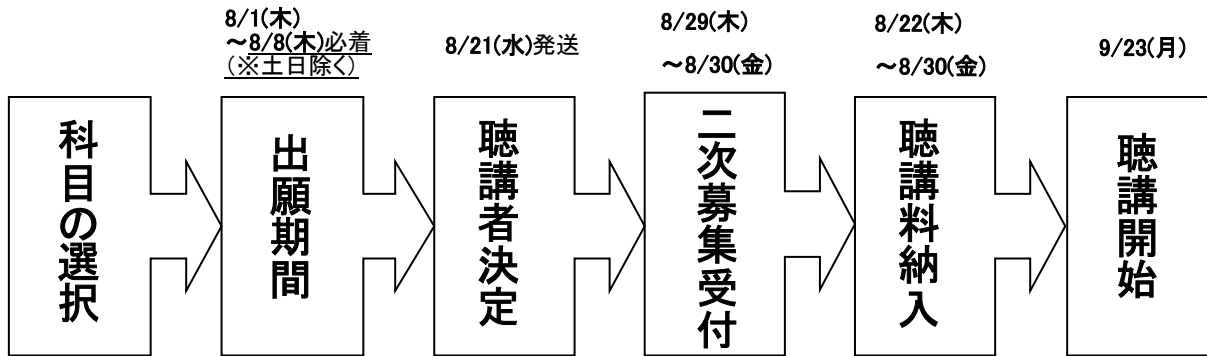 8/1(木)
～8/8(木)必着
(※土日除く)
8/21(水)発送
8/29(木)
～8/30(金)
8/22(木)
～8/30(金)
9/23(月)
科目の選択
出願期間
聴講者決定
二次募集受付
聴講料納入
聴講開始